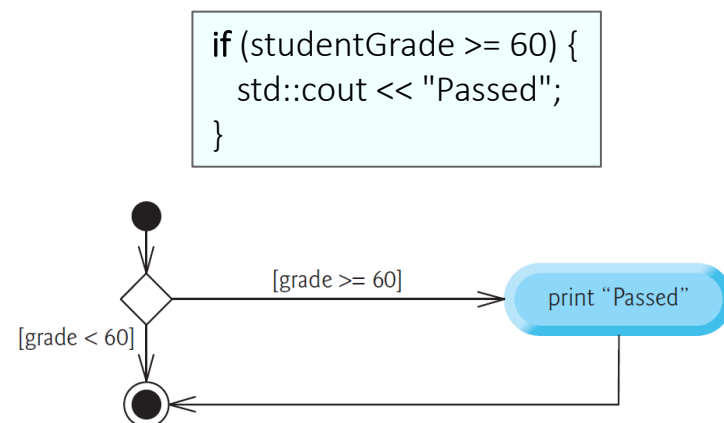 if (studentGrade >= 60) {
std::cout << "Passed";
}
[grade >= 60]
print “Passed”
[grade < 60]